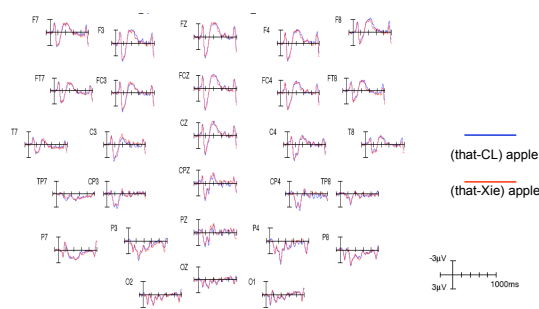 F7 F3 FZ F4 F8
FT7 FC3 FCZ FC4 FT8
T7 C3 CZ C4 T8
TP7 CP3 CPZ CP4 TP8
P7 P3 PZ P4 P8
O2 OZ O1
(that-CL) apple
(that-Xie) apple
-3μV
3μV 1000ms